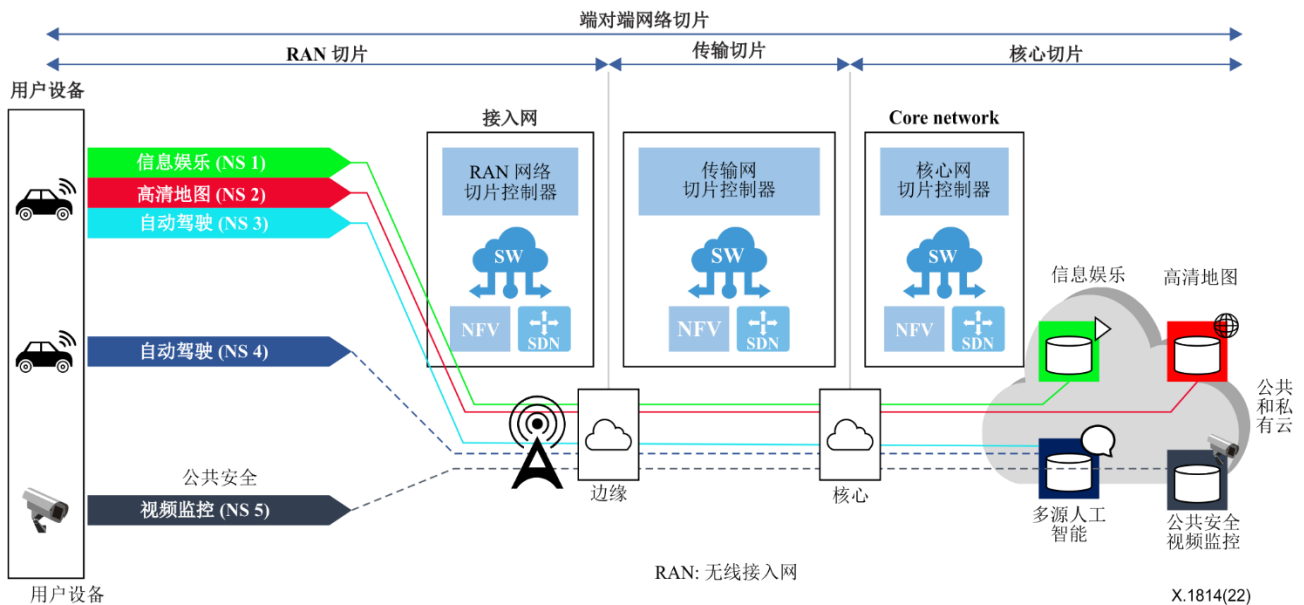 端对端网络切片
RAN 切片
传输切片
核心切片
用户设备
接入网
Core network
信息娱乐 (NS 1)
高清地图 (NS 2)
自动驾驶 (NS 3)
RAN 网络
切片控制器
传输网
切片控制器
核心网
切片控制器
SW
SW
SW
NFV
SDN
NFV
SDN
NFV
SDN
信息娱乐
高清地图
自动驾驶 (NS 4)
公共
和私
有云
公共安全
视频监控 (NS 5)
边缘
核心
多源人工
智能
公共安全
视频监控
RAN: 无线接入网
用户设备
X.1814(22)